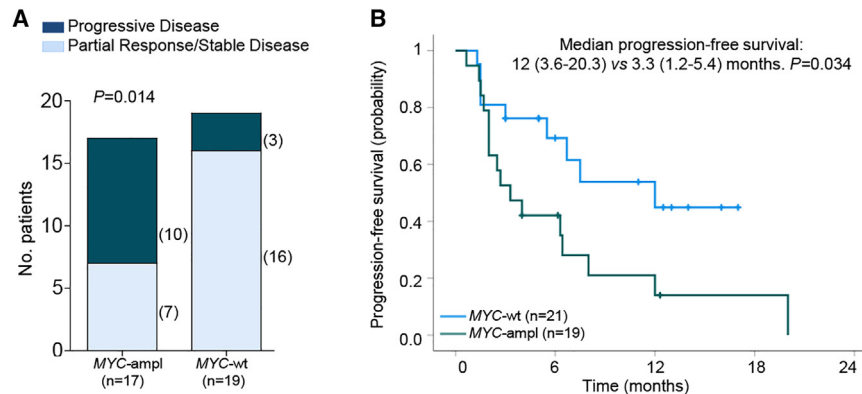 A
Progressive Disease
Partial Response/Stable Disease
P=0.014
No. patients
20
15
10
5
0
(10)
(7)
(3)
(16)
MYC-ampl
(n=17)
MYC-wt
(n=19)
B
Median progression-free survival:
12 (3.6-20.3) vs 3.3 (1.2-5.4) months. P=0.034
Progression-free survival (probability)
1
0.8
0.6
0.4
0.2
0.0
MYC-wt (n=21)
MYC-ampl (n=19)
0
6
12
18
24
Time (months)